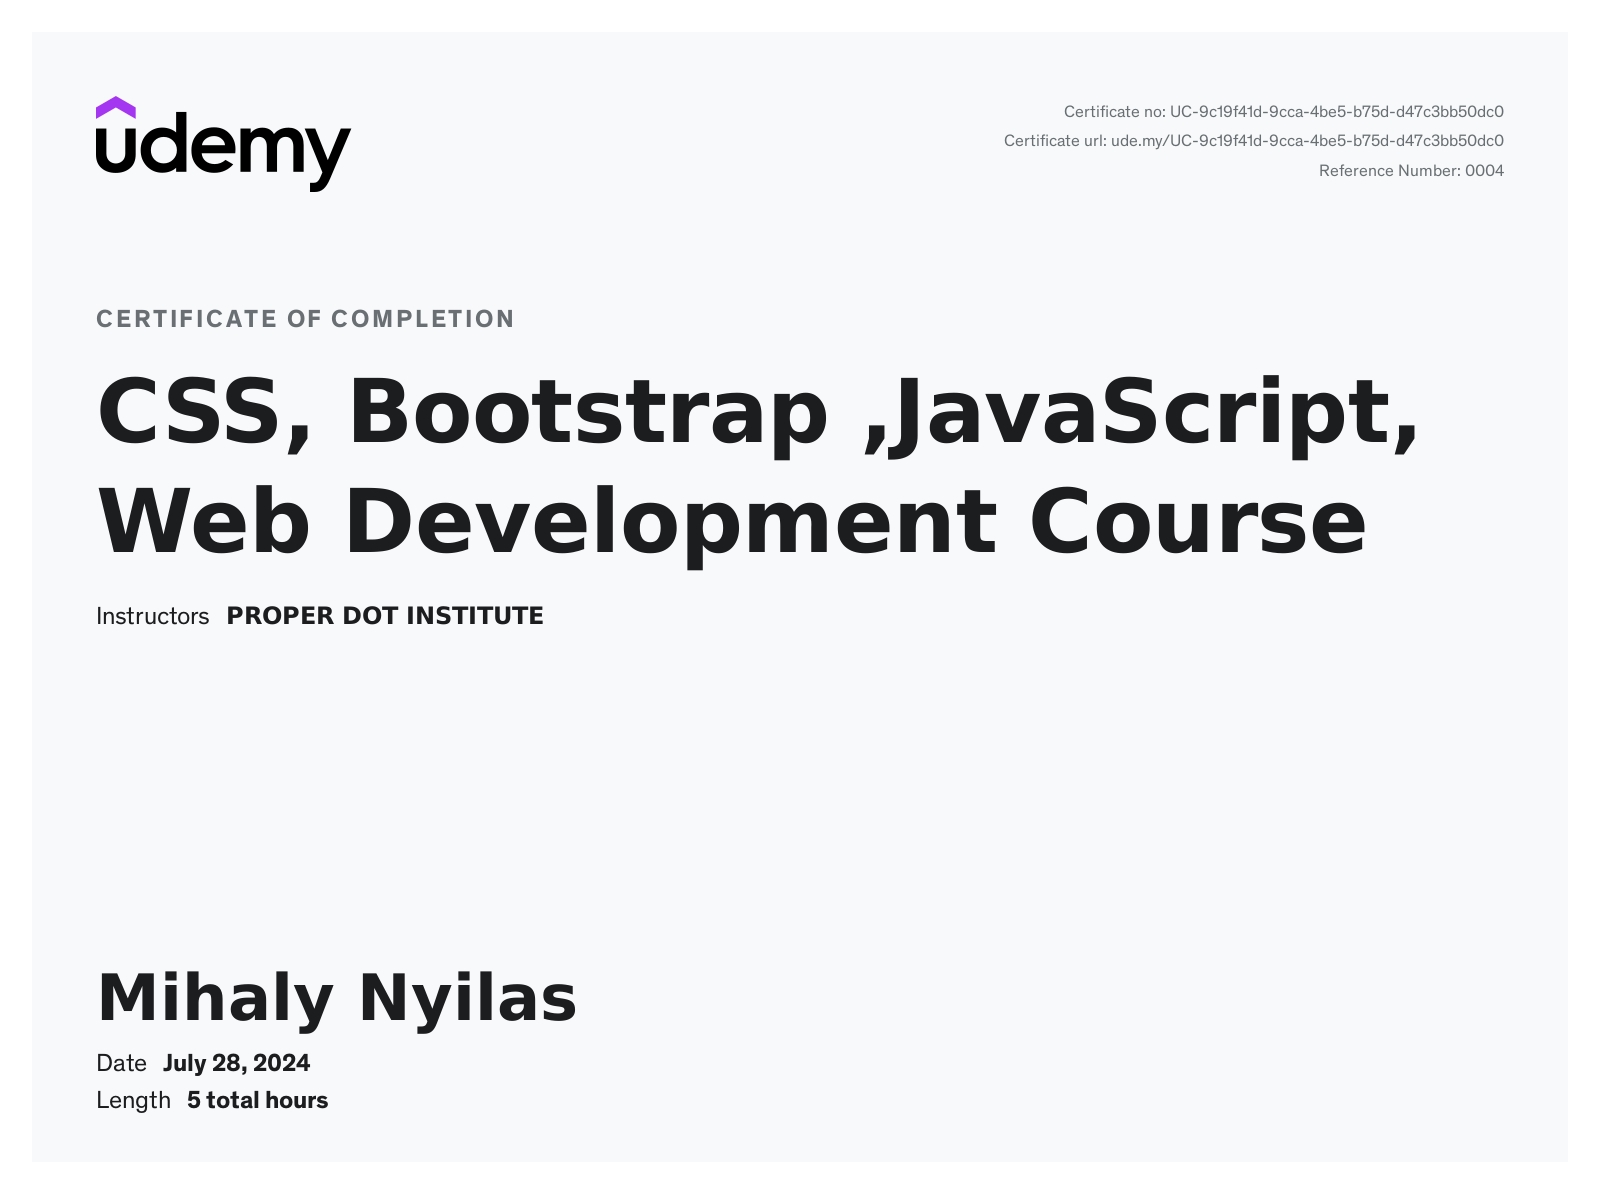 udemy
Certificate no: UC-9c19f41d-9cca-4be5-b75d-d47c3bb50dc0
Certificate url: ude.my/UC-9c19f41d-9cca-4be5-b75d-d47c3bb50dc0
Reference Number: 0004
CERTIFICATE OF COMPLETION
CSS, Bootstrap ,JavaScript,
Web Development Course
Instructors PROPER DOT INSTITUTE
Mihaly Nyilas
Date July 28, 2024
Length 5 total hours